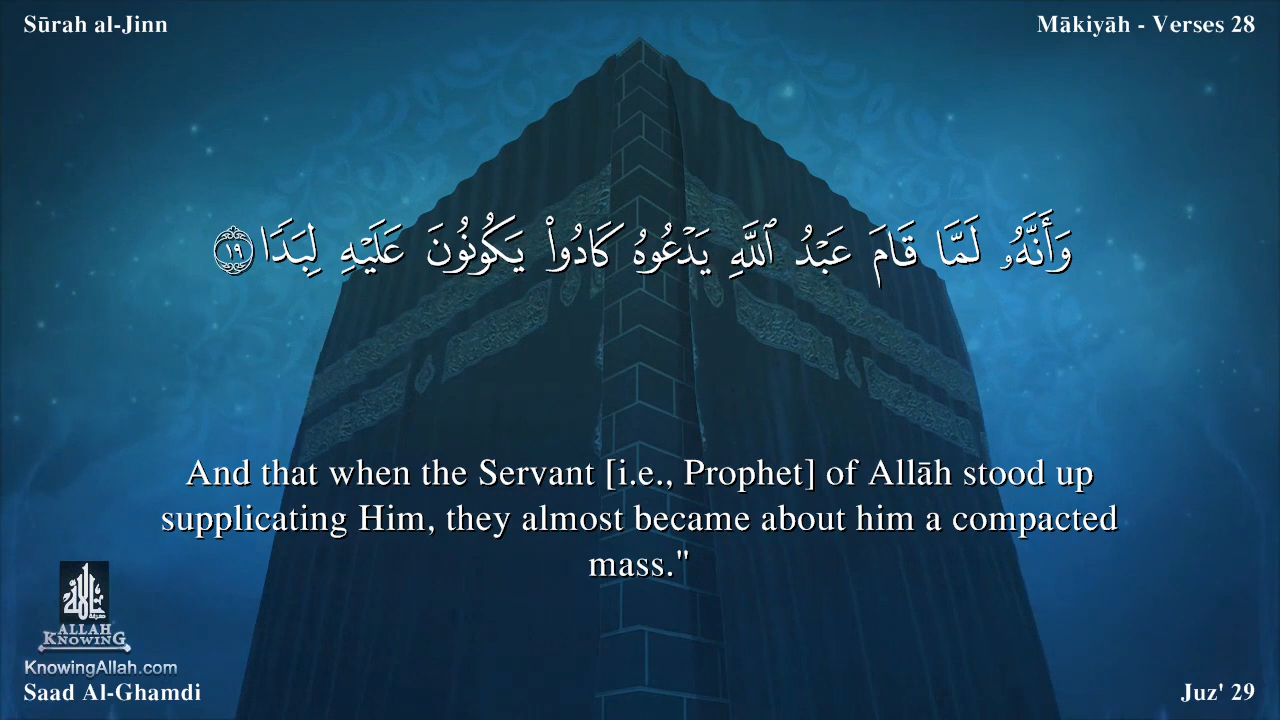 Sūrah al-Jinn
Mākiyāh - Verses 28
وَأَنَّهُۥ لَمَّا قَامَ عَبْدُ ٱللَّهِ يَدْعُوهُ كَادُوا۟ يَكُونُونَ عَلَيْهِ لِبَدًا ١٩
And that when the Servant [i.e., Prophet] of Allāh stood up
supplicating Him, they almost became about him a compacted
mass."
ALLAH
KNOWING
KnowingAllah.com
Saad Al-Ghamdi
Juz' 29